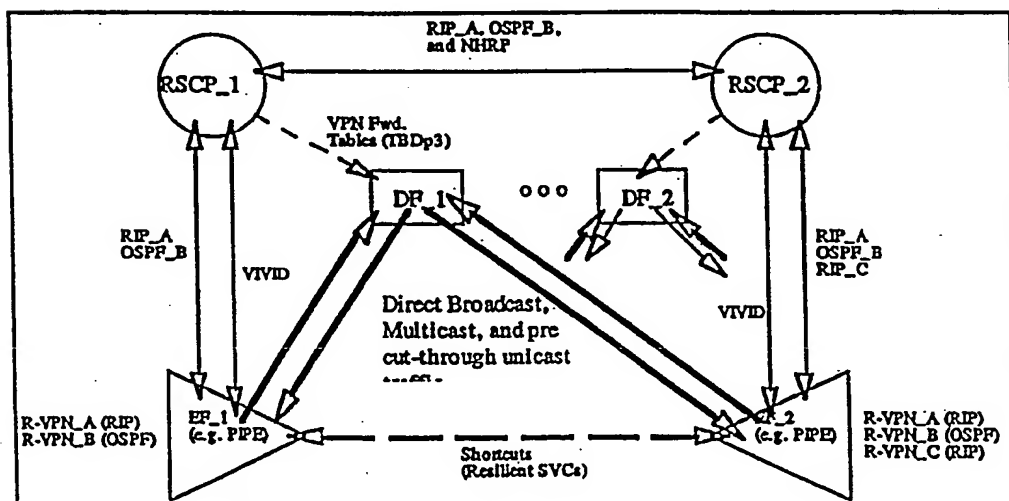 RIP_A, OSPF_B,
and NHRP
RSCP_1
RSCP_2
VPN Fwd.
Tables (TBDp3)
DF_1
o o o
DF_2
RIP_A
OSPF_B
VIVID
RIP_A
OSPF_B
RIP_C
VIVID
Direct Broadcast,
Multicast, and pre
cut-through unicast
R-VPN_A (RIP)
R-VPN_B (OSPF)
EF_1
(e.g. PIPE)
EF_2
(e.g. PIPE)
R-VPN_A (RIP)
R-VPN_B (OSPF)
R-VPN_C (RIP)
Shortcuts
(Resilient SVCs)